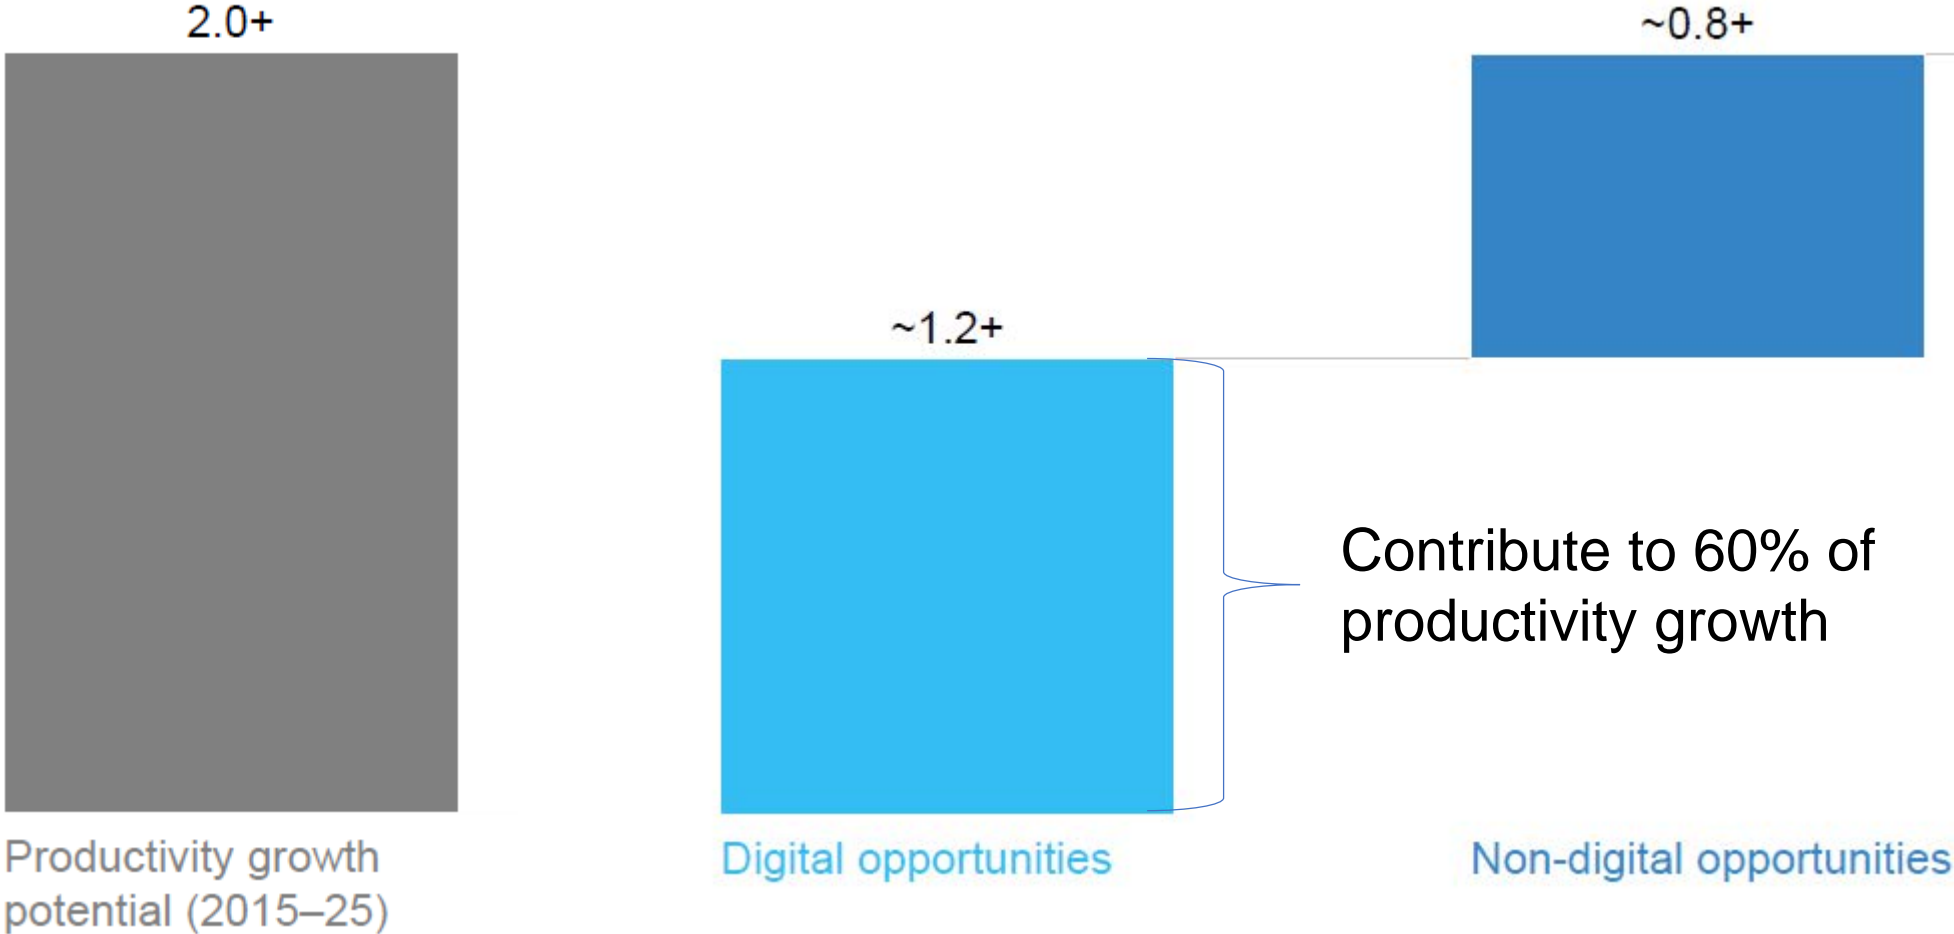 2.0+
~0.8+
~1.2+
Contribute to 60% of
productivity growth
Productivity growth
potential (2015–25)
Digital opportunities
Non-digital opportunities